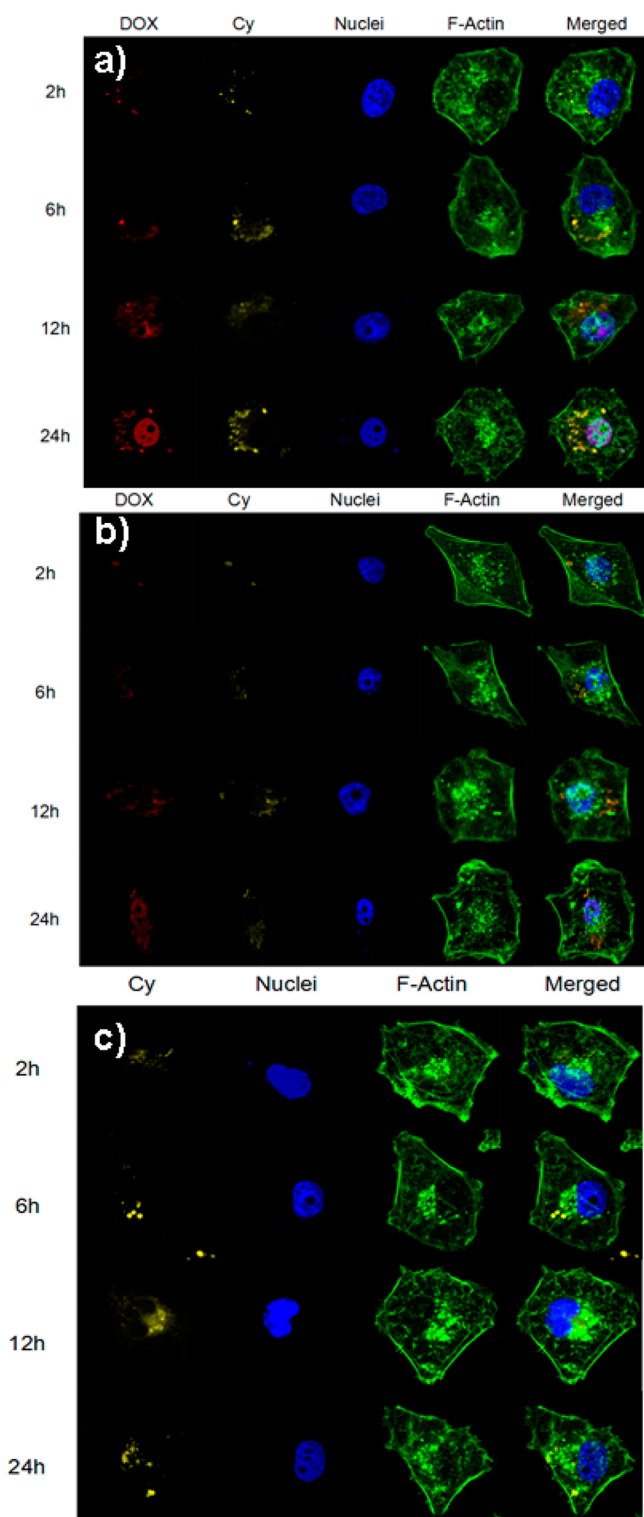 DOX Cy Nuclei F-Actin Merged
a)
2h
6h
12h
24h
DOX Cy Nuclei F-Actin Merged
b)
2h
6h
12h
24h
Cy Nuclei F-Actin Merged
c)
2h
6h
12h
24h